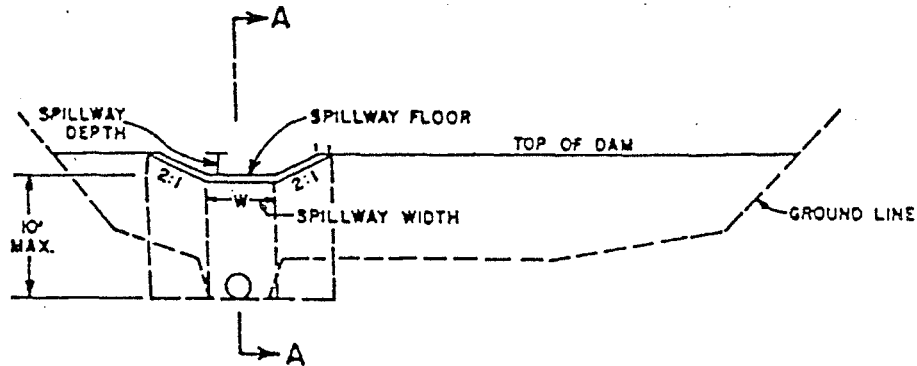 A
SPILLWAY
DEPTH
SPILLWAY FLOOR
TOP OF DAM
2:1
2:1
W
SPILLWAY WIDTH
GROUND LINE
10'
MAX.
A